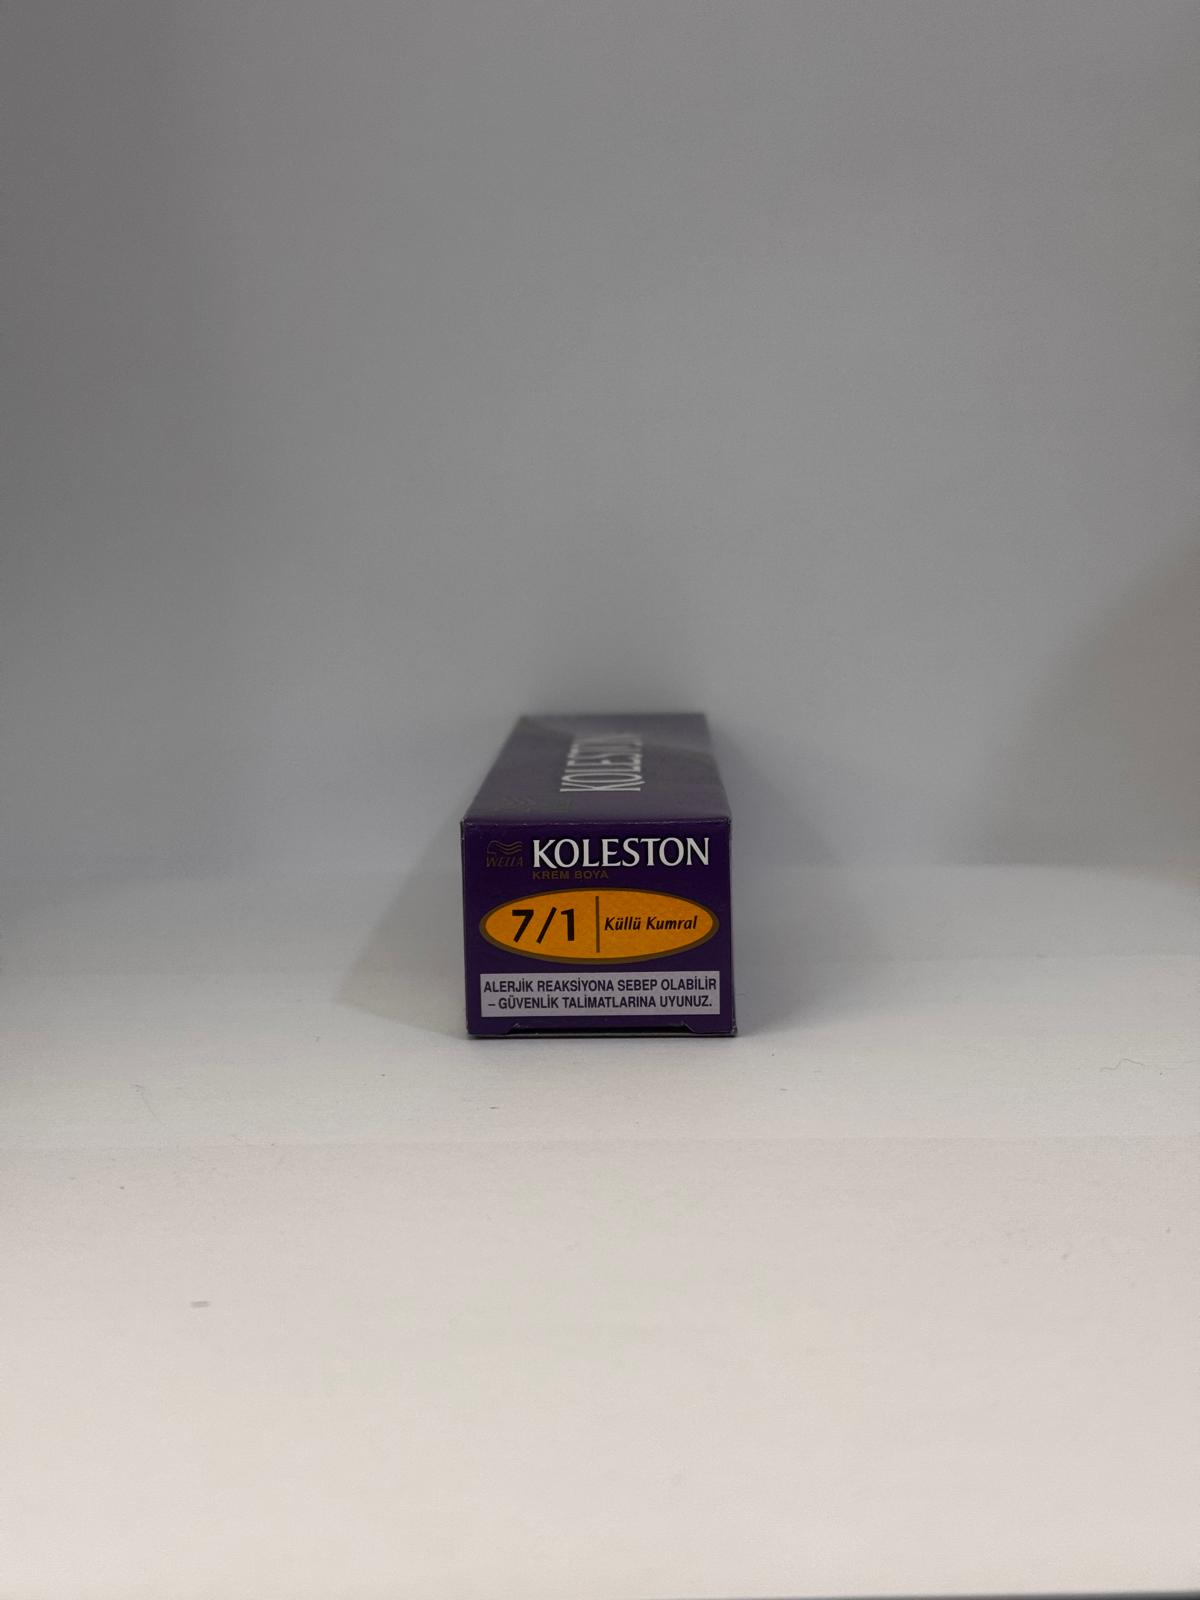 KOLESTON
WELLA KOLESTON
KREM BOYA
7/1 Küllü Kumral
ALERJİK REAKSİYONA SEBEP OLABİLİR
– GÜVENLİK TALİMATLARINA UYUNUZ.